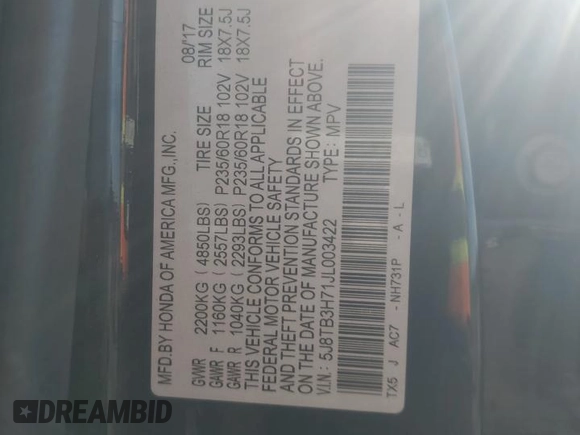 MFD.BY HONDA OF AMERICA MFG.,INC. 08/'17
GVWR 2200KG ( 4850LBS) TIRE SIZE RIM SIZE
GAWR F 1160KG ( 2557LBS) P235/60R18 102V 18X7.5J
GAWR R 1040KG ( 2293LBS) P235/60R18 102V 18X7.5J
THIS VEHICLE CONFORMS TO ALL APPLICABLE
FEDERAL MOTOR VEHICLE SAFETY
AND THEFT PREVENTION STANDARDS IN EFFECT
ON THE DATE OF MANUFACTURE SHOWN ABOVE.
V.I.N.: 5J8TB3H71JL003422 TYPE: MPV
TX5 J AC7 - NH731P - A - L
DREAMBID